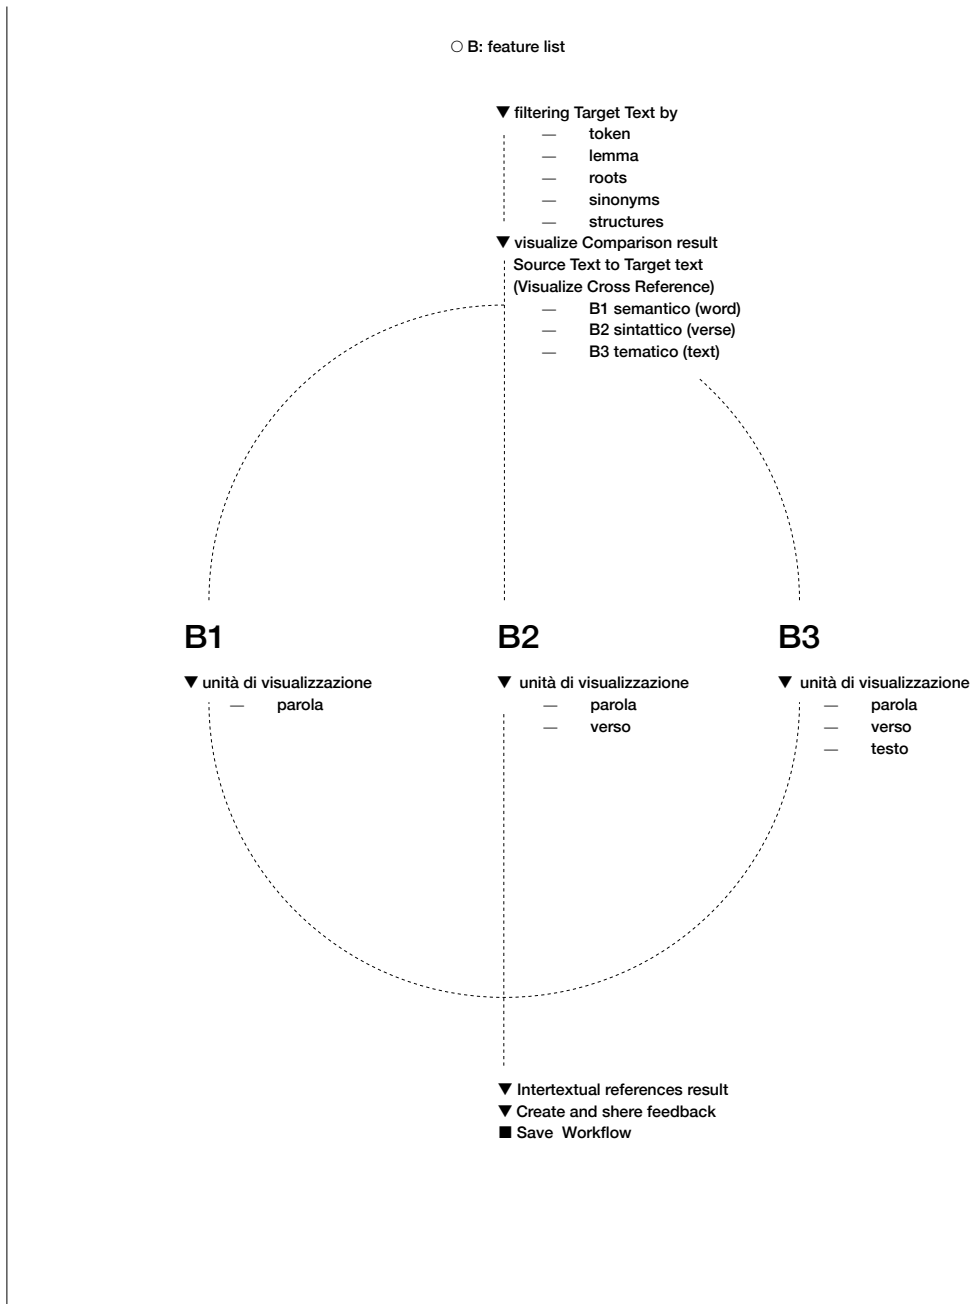 ○ B: feature list
▼ filtering Target Text by
— token
— lemma
— roots
— sinonyms
— structures
▼ visualize Comparison result
Source Text to Target text
(Visualize Cross Reference)
— B1 semantico (word)
— B2 sintattico (verse)
— B3 tematico (text)
B1
▼ unità di visualizzazione
— parola
B2
▼ unità di visualizzazione
— parola
— verso
B3
▼ unità di visualizzazione
— parola
— verso
— testo
▼ Intertextual references result
▼ Create and shere feedback
■ Save Workflow